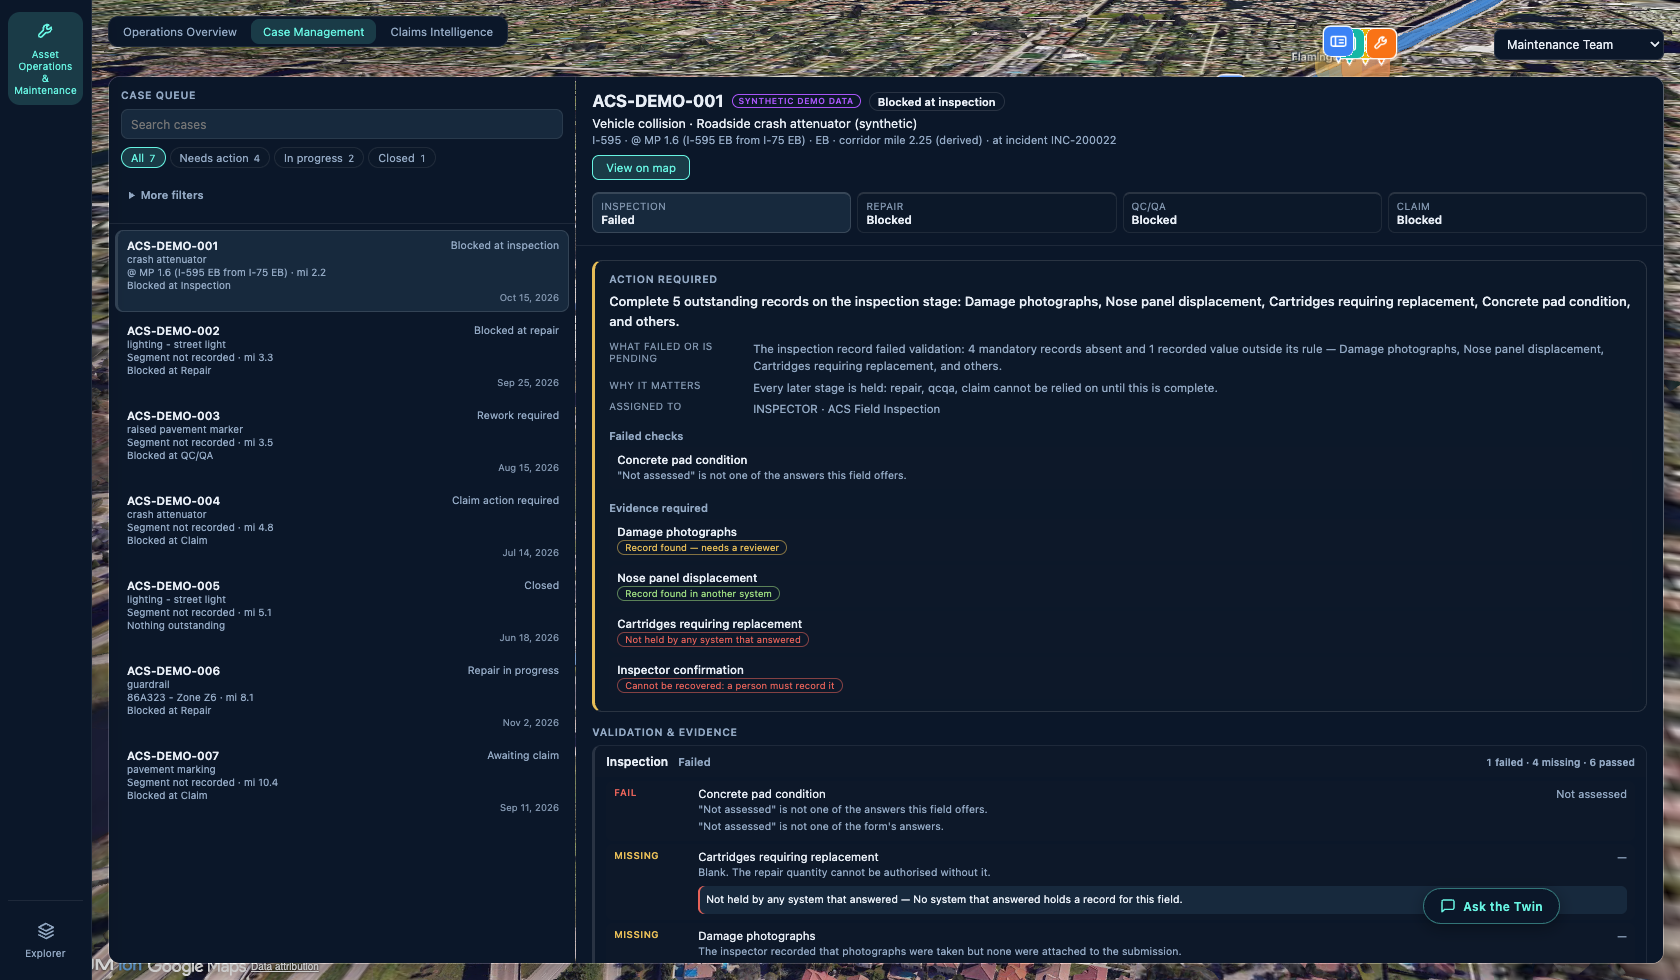 Asset
Operations
&
Maintenance
Operations Overview
Case Management
Claims Intelligence
Maintenance Team
CASE QUEUE
Search cases
All 7
Needs action 4
In progress 2
Closed 1
More filters
ACS-DEMO-001
Blocked at inspection
crash attenuator
@ MP 1.6 (I-595 EB from I-75 EB) · mi 2.2
Blocked at Inspection
Oct 15, 2026
ACS-DEMO-002
Blocked at repair
lighting - street light
Segment not recorded · mi 3.3
Blocked at Repair
Sep 25, 2026
ACS-DEMO-003
Rework required
raised pavement marker
Segment not recorded · mi 3.5
Blocked at QC/QA
Aug 15, 2026
ACS-DEMO-004
Claim action required
crash attenuator
Segment not recorded · mi 4.8
Blocked at Claim
Jul 14, 2026
ACS-DEMO-005
Closed
lighting - street light
Segment not recorded · mi 5.1
Nothing outstanding
Jun 18, 2026
ACS-DEMO-006
Repair in progress
guardrail
86A323 - Zone Z6 · mi 8.1
Blocked at Repair
Nov 2, 2026
ACS-DEMO-007
Awaiting claim
pavement marking
Segment not recorded · mi 10.4
Blocked at Claim
Sep 11, 2026
Explorer
ACS-DEMO-001
SYNTHETIC DEMO DATA
Blocked at inspection
Vehicle collision · Roadside crash attenuator (synthetic)
I-595 · @ MP 1.6 (I-595 EB from I-75 EB) · EB · corridor mile 2.25 (derived) · at incident INC-200022
View on map
INSPECTION
Failed
REPAIR
Blocked
QC/QA
Blocked
CLAIM
Blocked
ACTION REQUIRED
Complete 5 outstanding records on the inspection stage: Damage photographs, Nose panel displacement, Cartridges requiring replacement, Concrete pad condition,
and others.
WHAT FAILED OR IS
PENDING
The inspection record failed validation: 4 mandatory records absent and 1 recorded value outside its rule — Damage photographs, Nose panel displacement,
Cartridges requiring replacement, and others.
WHY IT MATTERS
Every later stage is held: repair, qcqa, claim cannot be relied on until this is complete.
ASSIGNED TO
INSPECTOR · ACS Field Inspection
Failed checks
Concrete pad condition
"Not assessed" is not one of the answers this field offers.
Evidence required
Damage photographs
Record found — needs a reviewer
Nose panel displacement
Record found in another system
Cartridges requiring replacement
Not held by any system that answered
Inspector confirmation
Cannot be recovered: a person must record it
VALIDATION & EVIDENCE
Inspection Failed
1 failed · 4 missing · 6 passed
FAIL
Concrete pad condition
Not assessed
"Not assessed" is not one of the answers this field offers.
"Not assessed" is not one of the form's answers.
MISSING
Cartridges requiring replacement
—
Blank. The repair quantity cannot be authorised without it.
Not held by any system that answered — No system that answered holds a record for this field.
Ask the Twin
MISSING
Damage photographs
—
The inspector recorded that photographs were taken but none were attached to the submission.
Google Maps
Data attribution